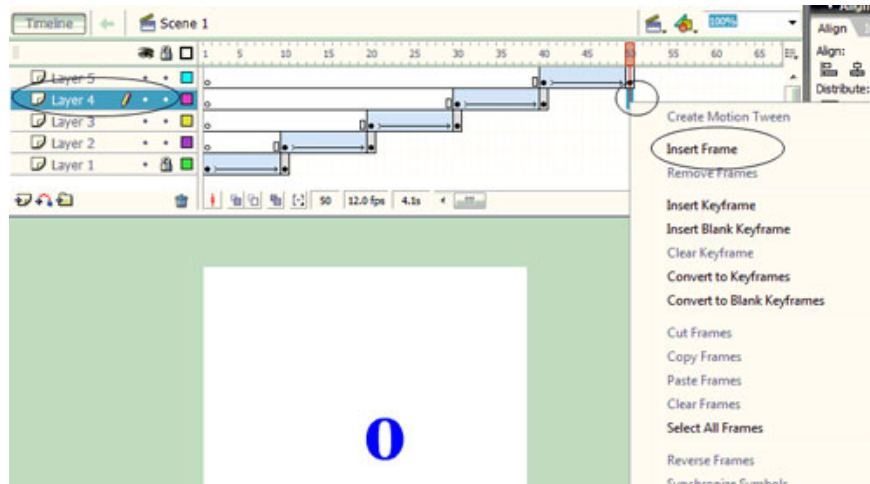 Timeline Scene 1 100% Align
1 5 10 15 20 25 30 35 40 45 50 55 60 65 Align:
Layer 5 Distribute:
Layer 4
Layer 3
Layer 2
Layer 1
50 12.0 fps 4.1s
Create Motion Tween
Insert Frame
Remove Frames
Insert Keyframe
Insert Blank Keyframe
Clear Keyframe
Convert to Keyframes
Convert to Blank Keyframes
Cut Frames
Copy Frames
Paste Frames
Clear Frames
Select All Frames
Reverse Frames
Synchronize Symbols
o